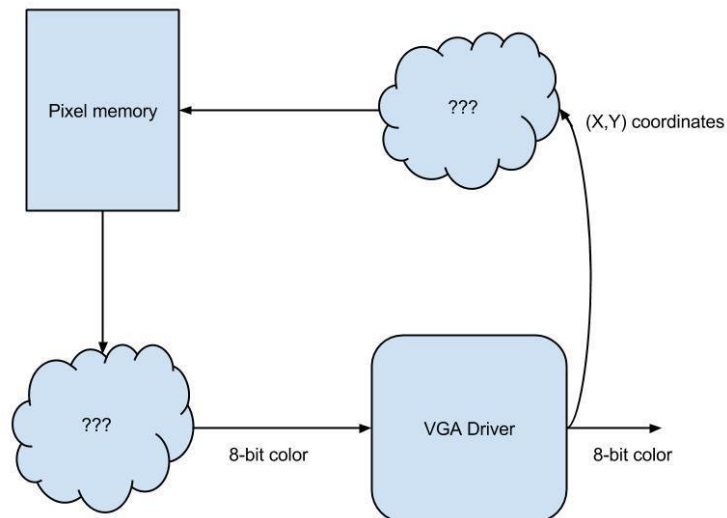 Pixel memory
???
(X,Y) coordinates
???
VGA Driver
8-bit color
8-bit color